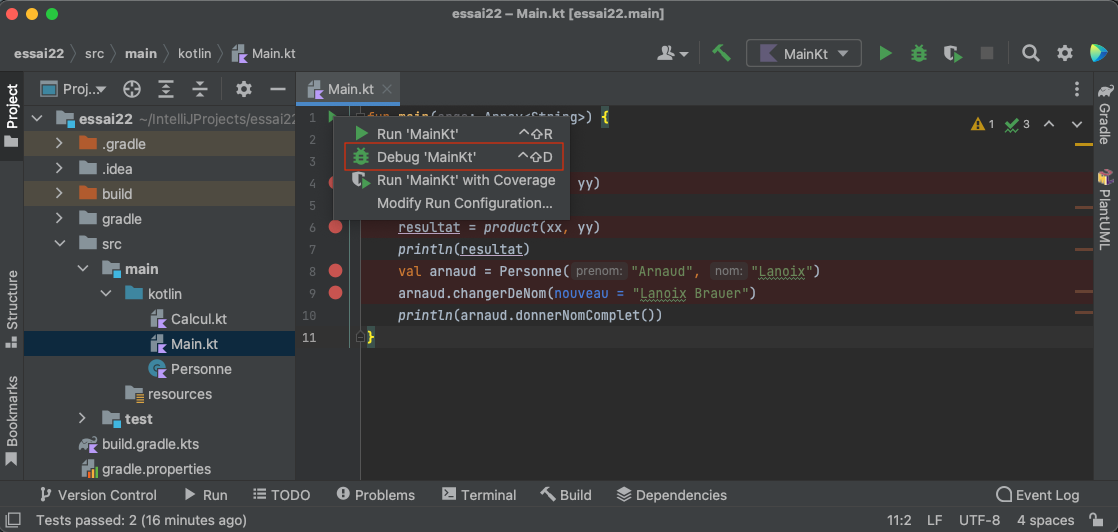 essai22 – Main.kt [essai22.main]
essai22 src main kotlin Main.kt
MainKt
Project
Proj...
Main.kt
essai22 ~/IntelliJProjects/essai22
.gradle
.idea
build
gradle
src
main
kotlin
Calcul.kt
Main.kt
Personne
resources
test
build.gradle.kts
gradle.properties
Structure
Bookmarks
1 fun main( Array<String>) {
2
3
4 yy)
6 resultat = product(xx, yy)
7 println(resultat)
8 val arnaud = Personne( prenom: "Arnaud", nom: "Lanoix")
9 arnaud.changerDeNom(nouveau = "Lanoix Brauer")
10 println(arnaud.donnerNomComplet())
11 }
Run 'MainKt' ^⇧R
Debug 'MainKt' ^⇧D
Run 'MainKt' with Coverage
Modify Run Configuration...
1 3
Gradle
PlantUML
Version Control Run TODO Problems Terminal Build Dependencies Event Log
Tests passed: 2 (16 minutes ago) 11:2 LF UTF-8 4 spaces